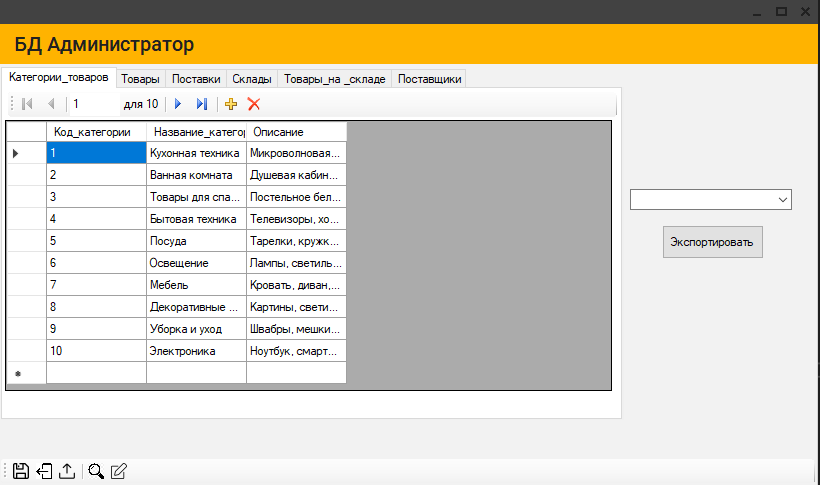 БД Администратор
Категории_товаров Товары Поставки Склады Товары_на _складе Поставщики
1 для 10
Код_категории Название_катего Описание
1 Кухонная техника Микроволновая...
2 Ванная комната Душевая кабин...
3 Товары для спа... Постельное бел...
4 Бытовая техника Телевизоры, хо...
5 Посуда Тарелки, кружк...
6 Освещение Лампы, светиль...
7 Мебель Кровать, диван,...
8 Декоративные ... Картины, свети...
9 Уборка и уход Швабры, мешки...
10 Электроника Ноутбук, смарт...
Экспортировать